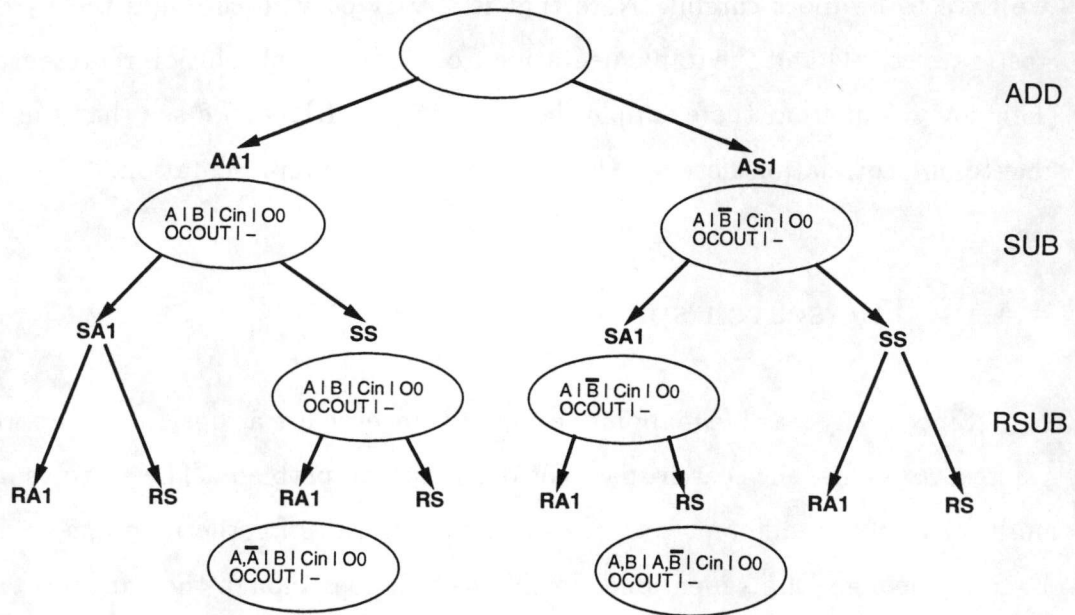 ADD
AA1 AS1
A | B | Cin | O0
OCOUT | –
A | B̅ | Cin | O0
OCOUT | –
SUB
SA1 SS SA1 SS
A | B | Cin | O0
OCOUT | –
A | B̅ | Cin | O0
OCOUT | –
RSUB
RA1 RS RA1 RS RA1 RS RA1 RS
A,A̅ | B | Cin | O0
OCOUT | –
A,B | A,B̅ | Cin | O0
OCOUT | –